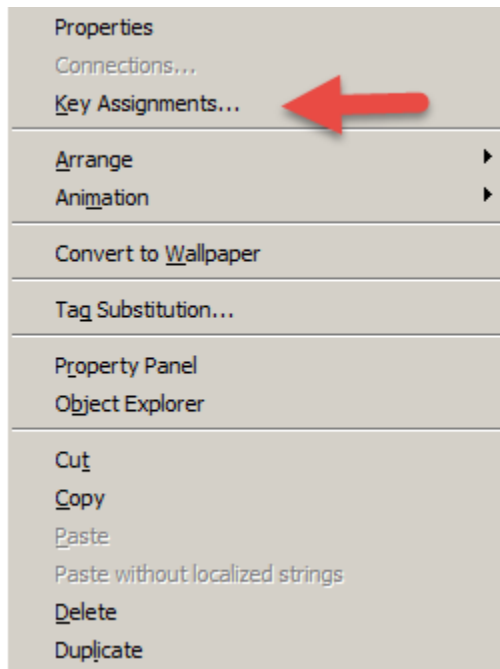 Properties
Connections...
Key Assignments...
Arrange
Animation
Convert to Wallpaper
Tag Substitution...
Property Panel
Object Explorer
Cut
Copy
Paste
Paste without localized strings
Delete
Duplicate